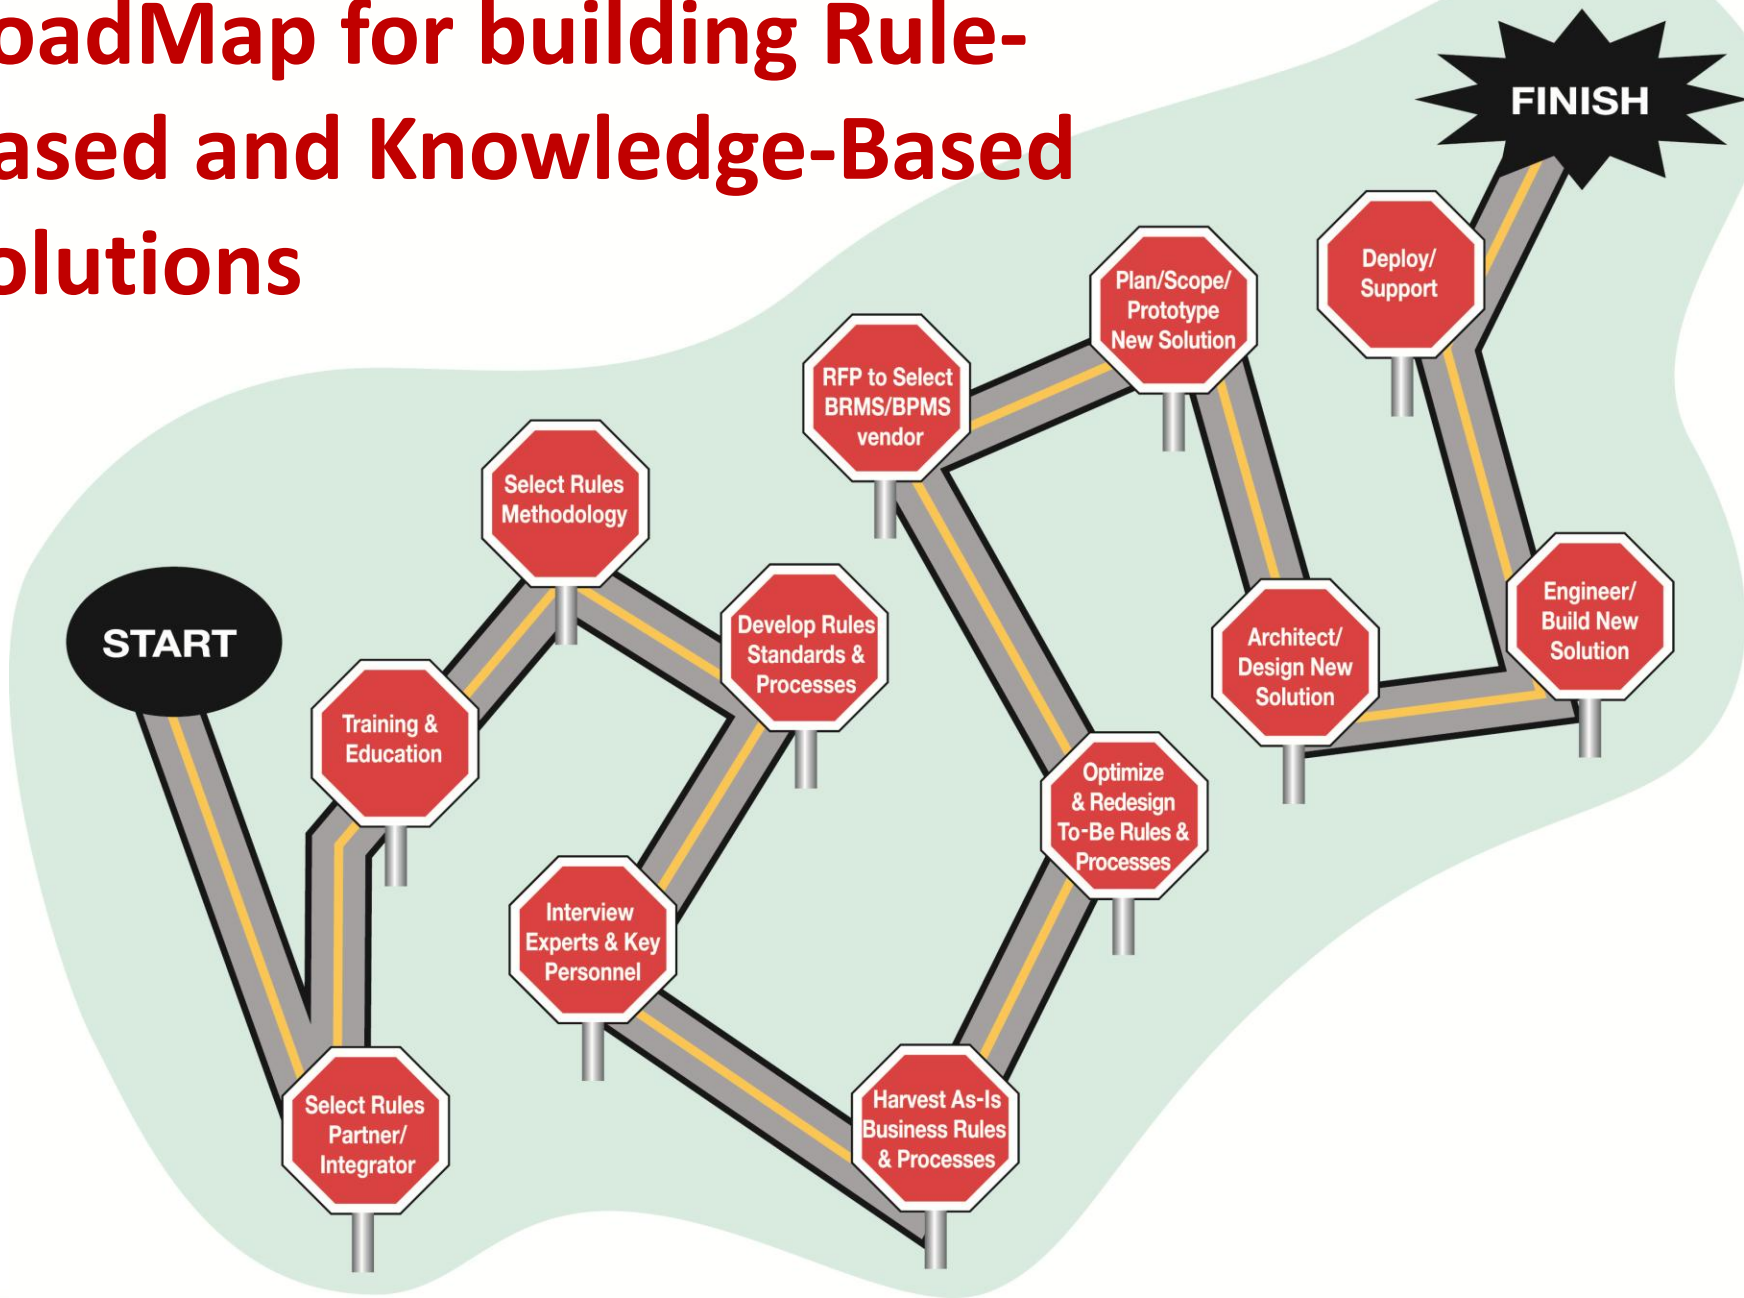 oadMap for building Rule-
ased and Knowledge-Based
olutions
START
Select Rules
Partner/
Integrator
Training &
Education
Select Rules
Methodology
Develop Rules
Standards &
Processes
Interview
Experts & Key
Personnel
Harvest As-Is
Business Rules
& Processes
Optimize
& Redesign
To-Be Rules &
Processes
RFP to Select
BRMS/BPMS
vendor
Plan/Scope/
Prototype
New Solution
Architect/
Design New
Solution
Engineer/
Build New
Solution
Deploy/
Support
FINISH